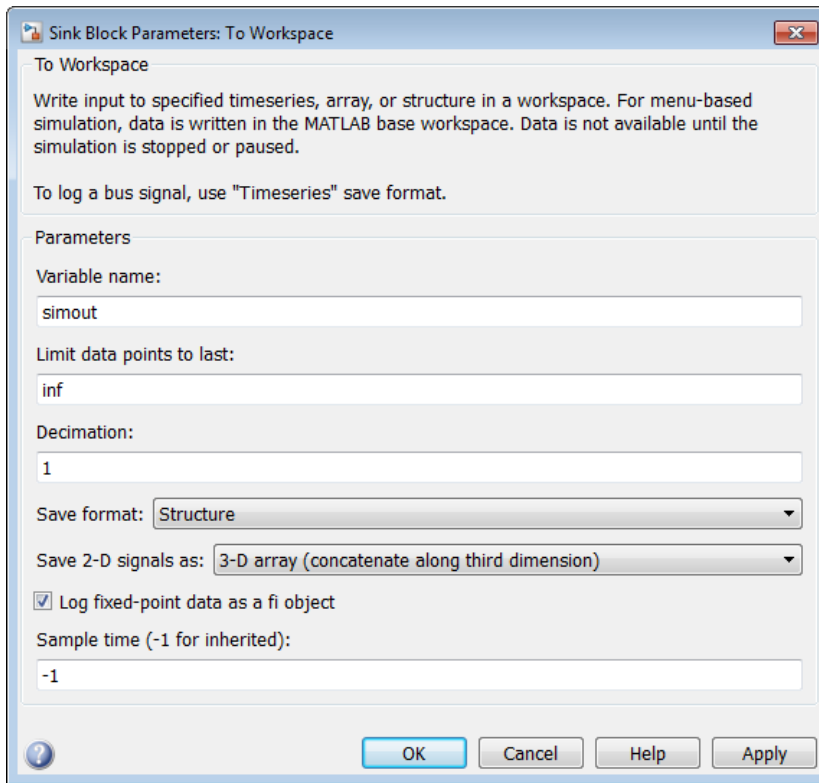 Sink Block Parameters: To Workspace
To Workspace
Write input to specified timeseries, array, or structure in a workspace. For menu-based
simulation, data is written in the MATLAB base workspace. Data is not available until the
simulation is stopped or paused.
To log a bus signal, use "Timeseries" save format.
Parameters
Variable name:
simout
Limit data points to last:
inf
Decimation:
1
Save format: Structure
Save 2-D signals as: 3-D array (concatenate along third dimension)
Log fixed-point data as a fi object
Sample time (-1 for inherited):
-1
? OK Cancel Help Apply